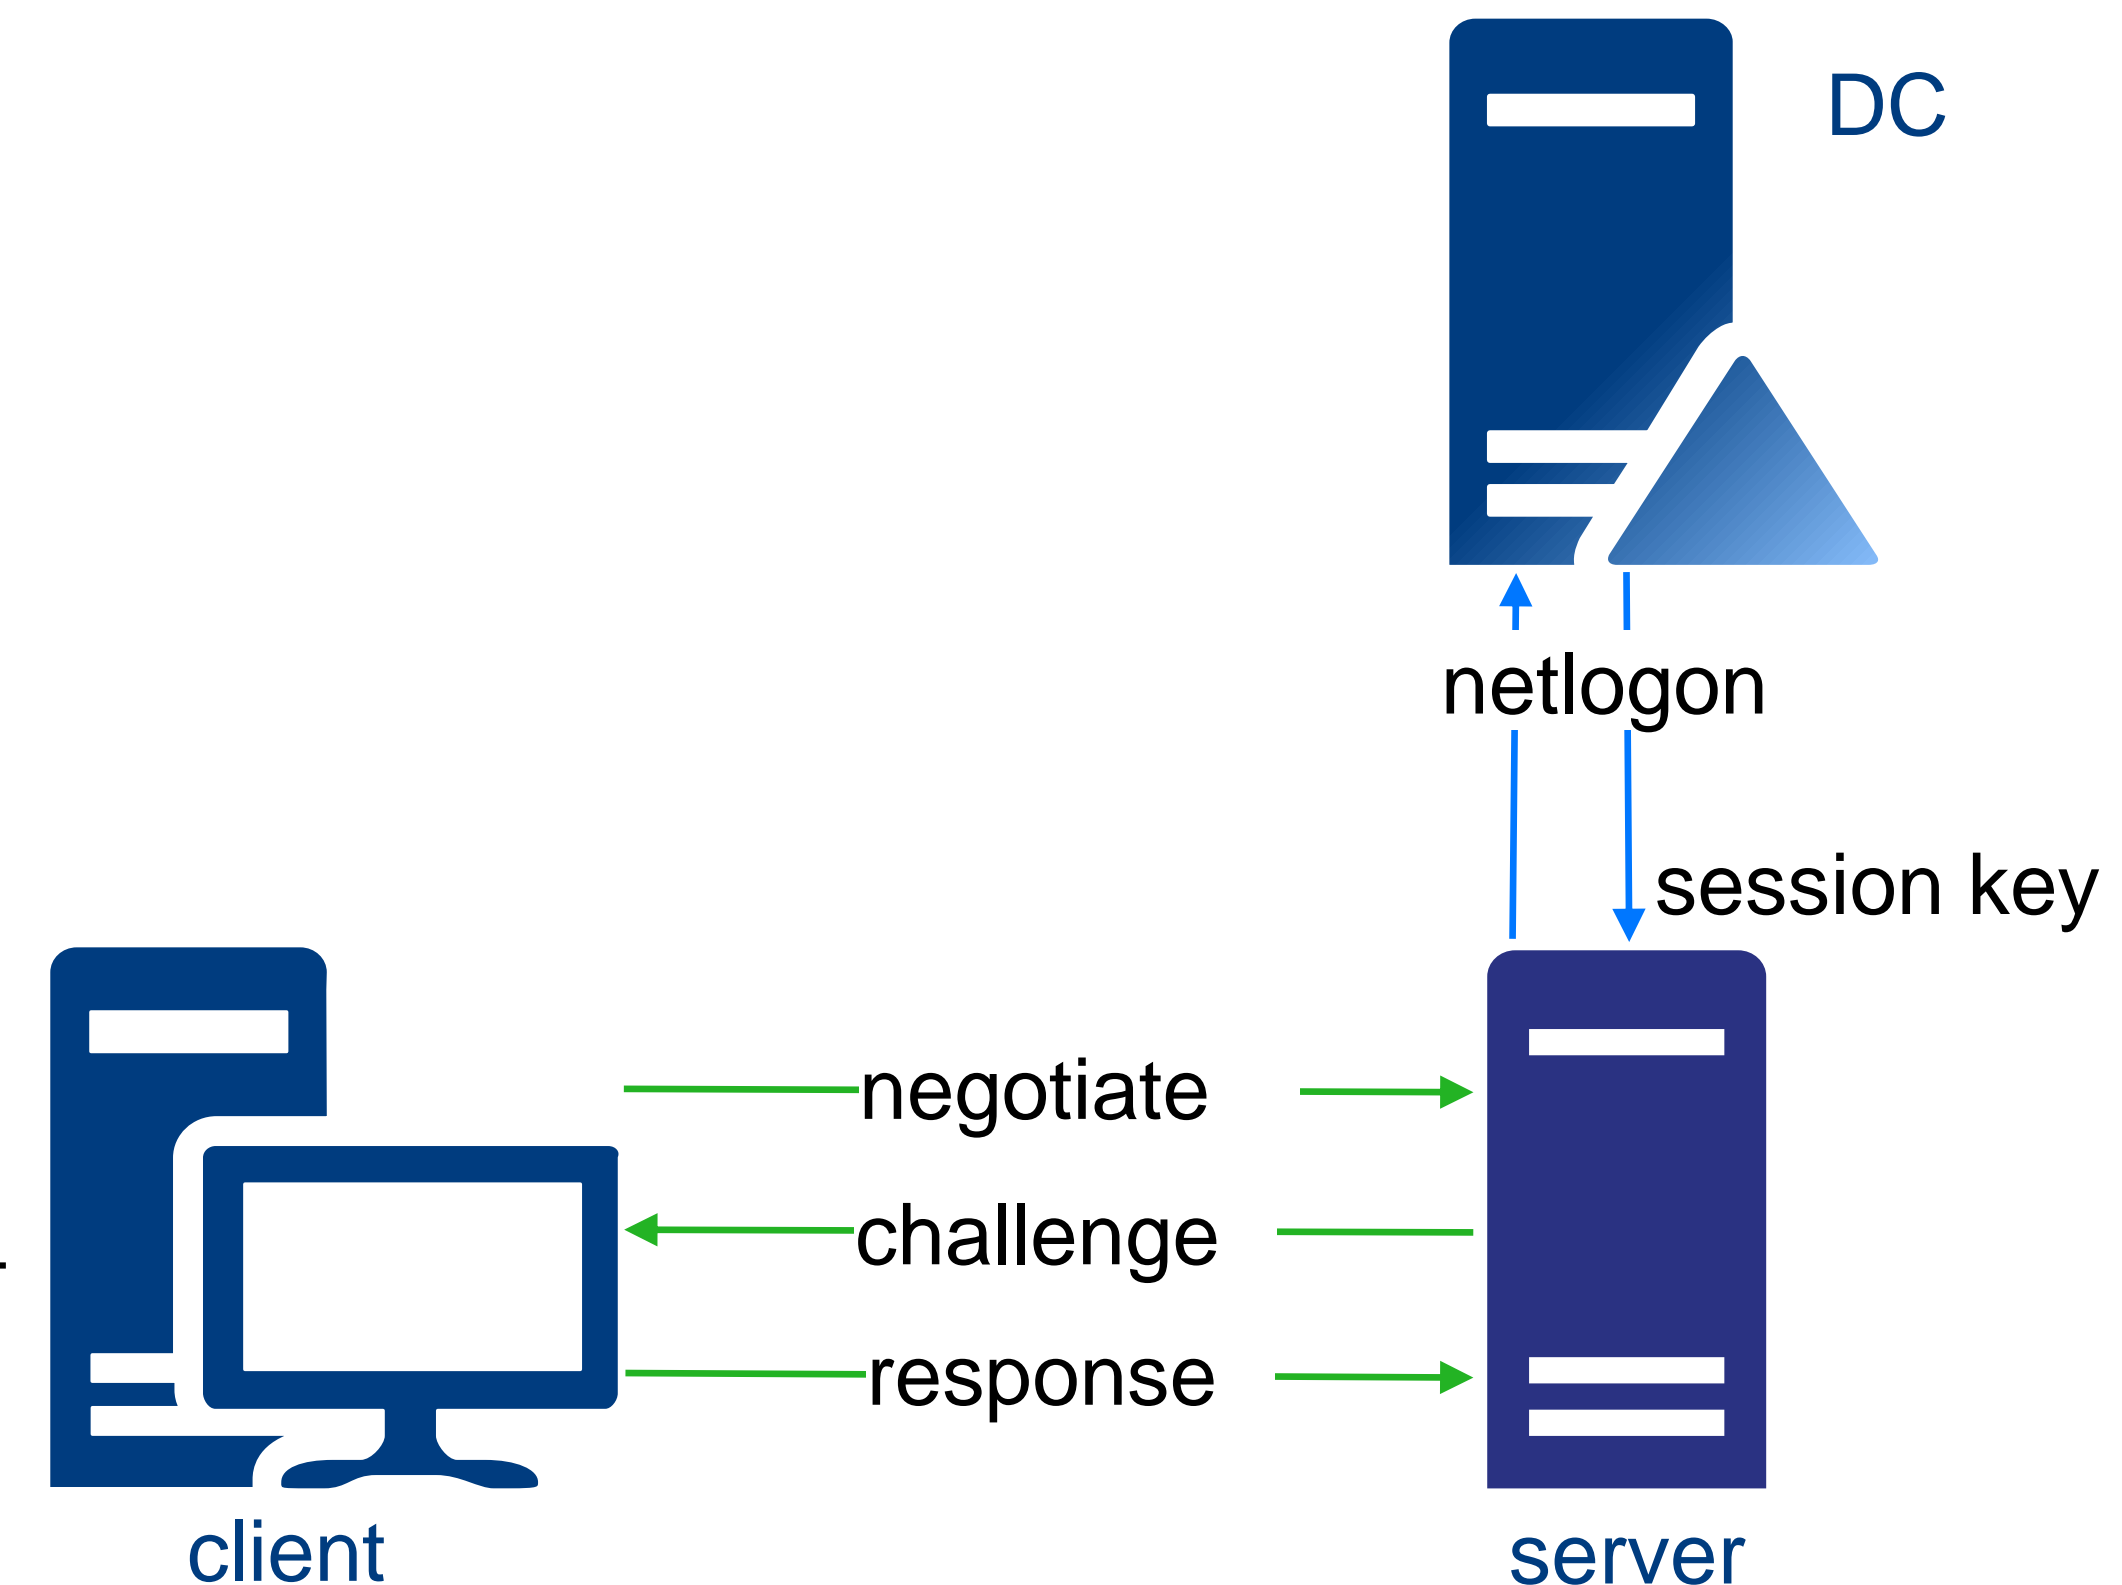 DC
netlogon
session key
negotiate
challenge
response
client
server